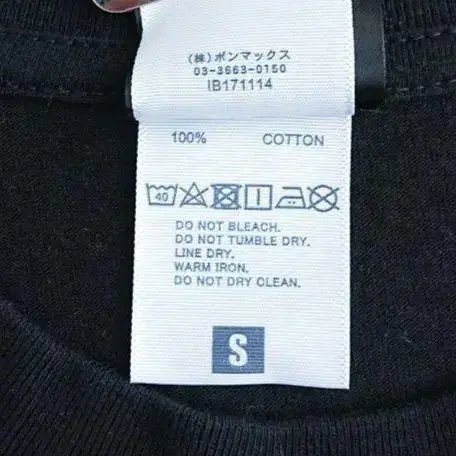 (株)ボンマックス
03-3663-0150
IB171114
100% COTTON
40
DO NOT BLEACH.
DO NOT TUMBLE DRY.
LINE DRY.
WARM IRON.
DO NOT DRY CLEAN.
S